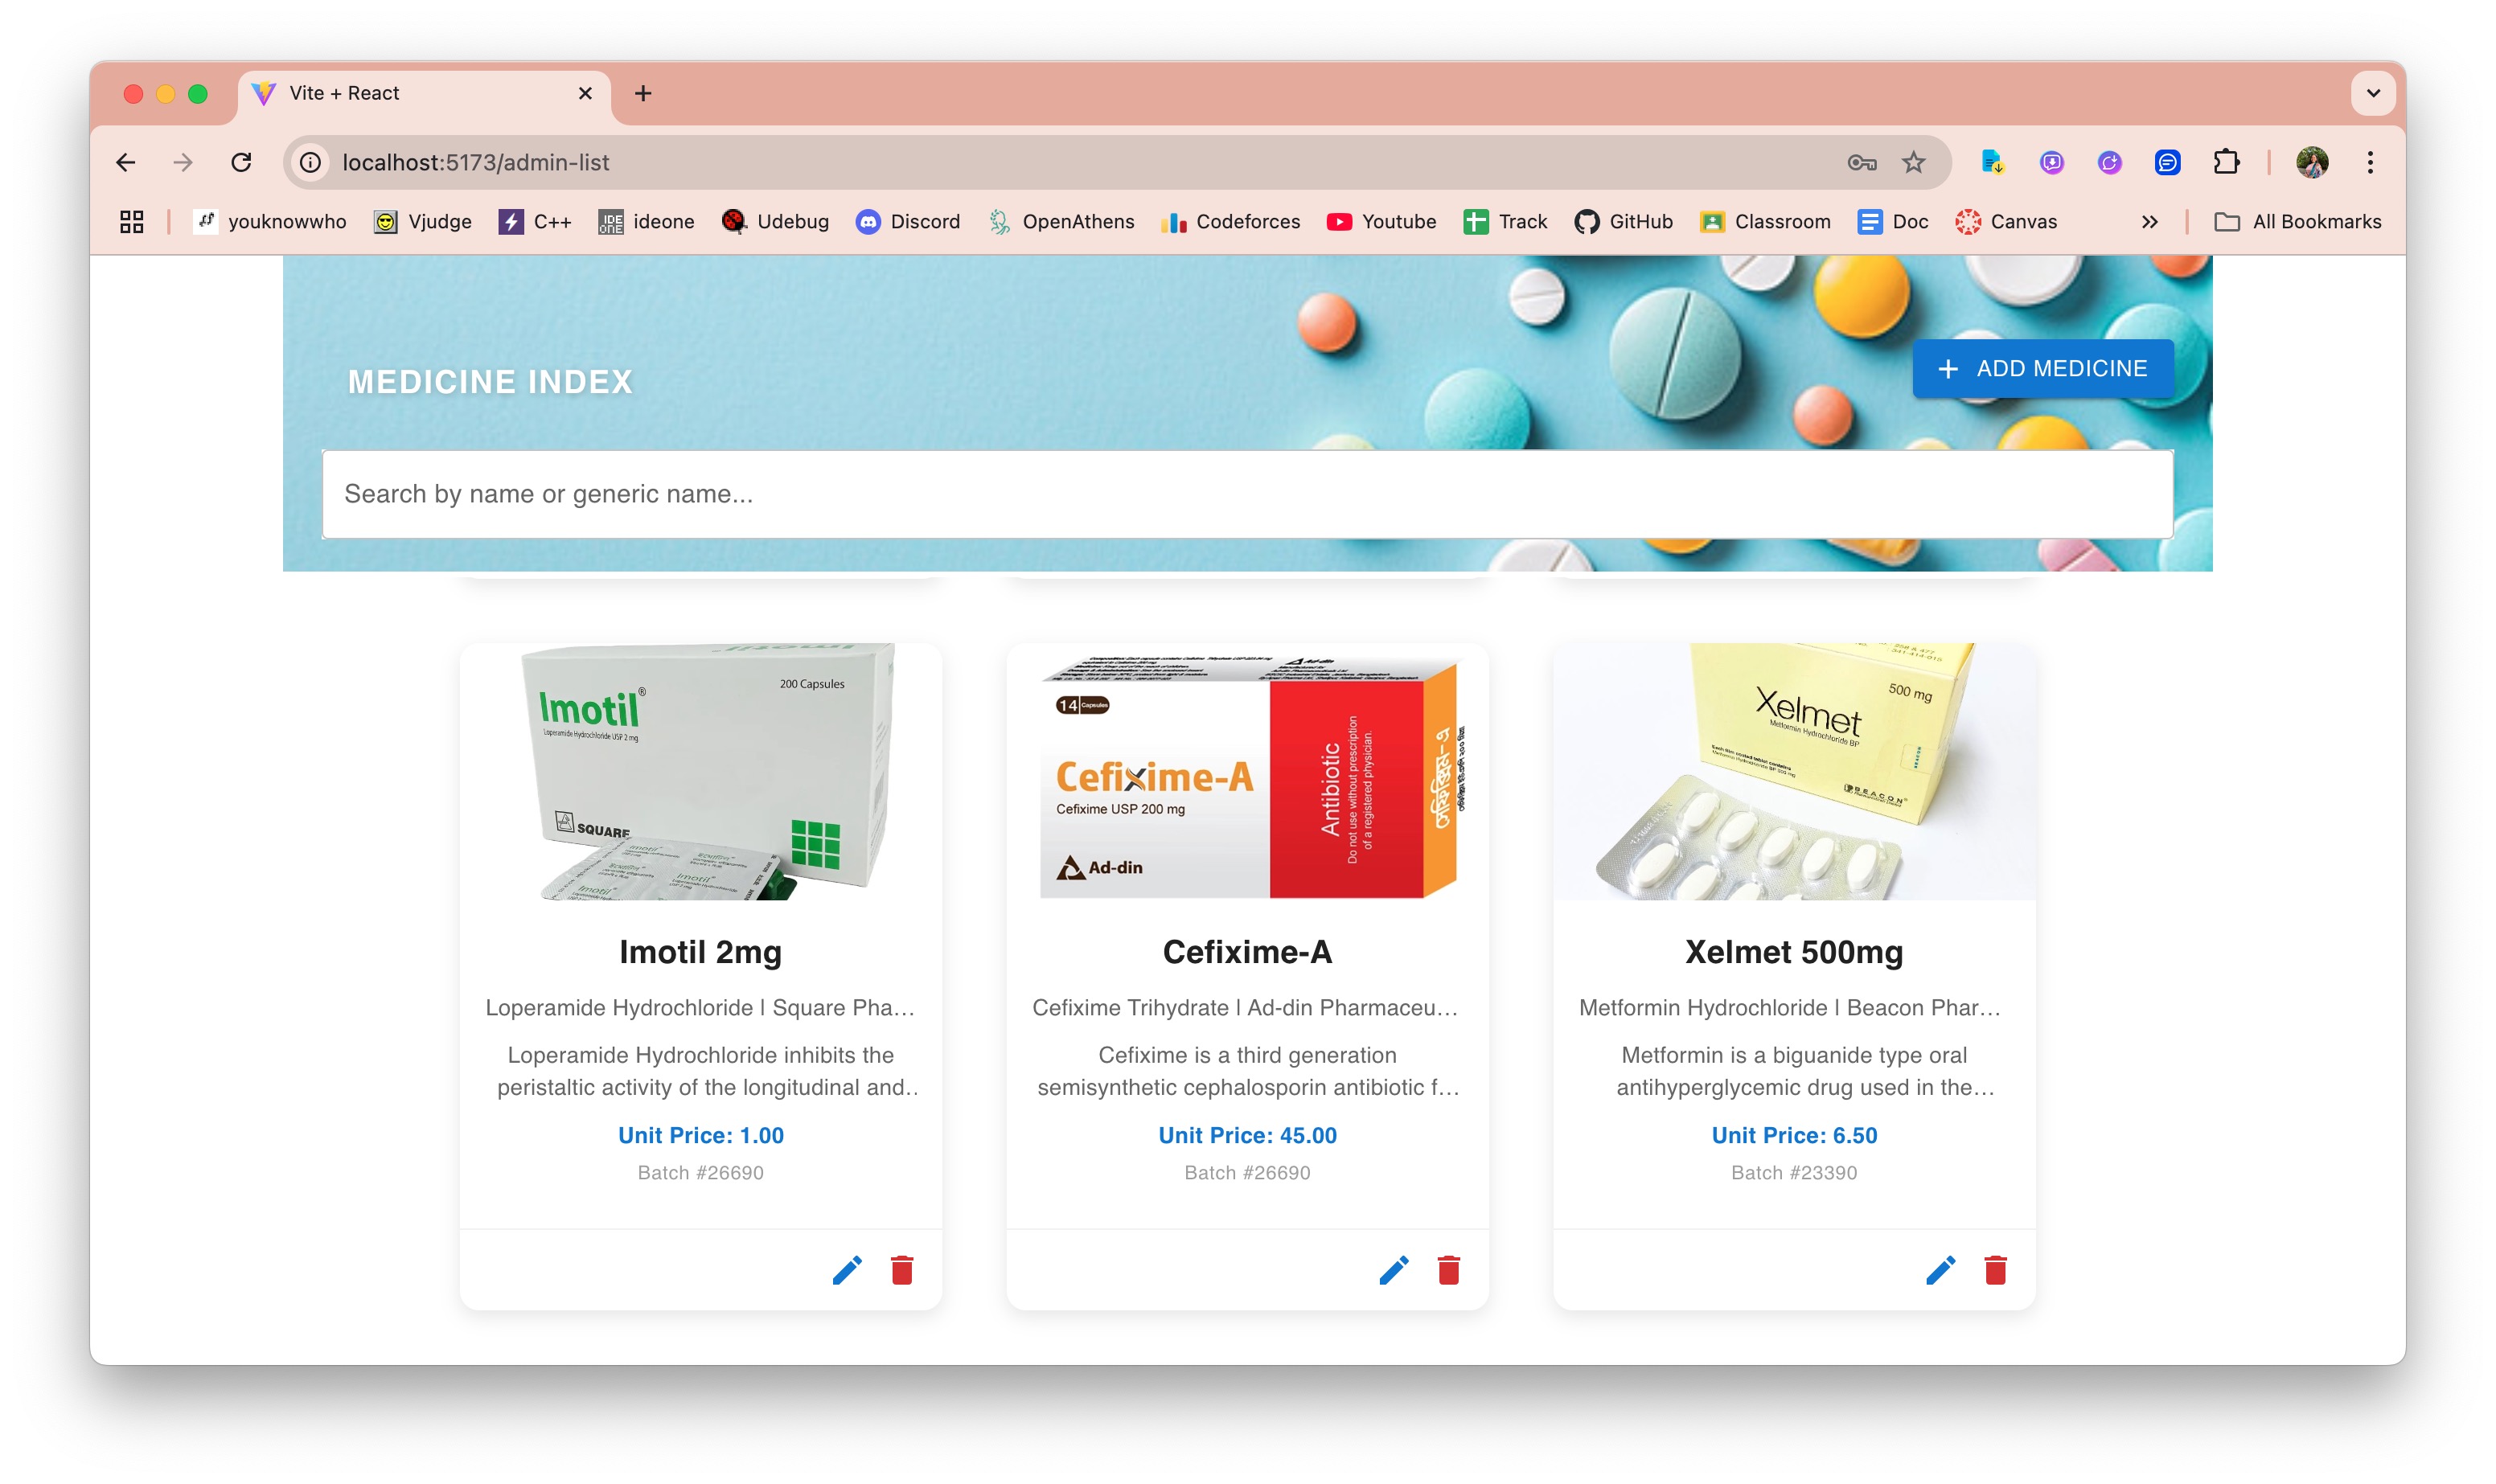 Vite + React
localhost:5173/admin-list
youknowwho
Vjudge
C++
IDE
ONE
ideone
Udebug
Discord
OpenAthens
Codeforces
Youtube
Track
GitHub
Classroom
Doc
Canvas
All Bookmarks
MEDICINE INDEX
+ ADD MEDICINE
Search by name or generic name...
200 Capsules
Imotil®
Loperamide Hydrochloride USP 2 mg
SQUARE
Imotil
Imotil 2mg
Loperamide Hydrochloride | Square Pha...
Loperamide Hydrochloride inhibits the
peristaltic activity of the longitudinal and..
Unit Price: 1.00
Batch #26690
14 Capsules
Cefixime-A
Cefixime USP 200 mg
Ad-din
Antibiotic
Do not use without prescription
of a registered physician.
Cefixime-A
Cefixime Trihydrate | Ad-din Pharmaceu...
Cefixime is a third generation
semisynthetic cephalosporin antibiotic f...
Unit Price: 45.00
Batch #26690
500 mg
Xelmet
Metformin Hydrochloride BP
BEACON
Xelmet 500mg
Metformin Hydrochloride | Beacon Phar...
Metformin is a biguanide type oral
antihyperglycemic drug used in the...
Unit Price: 6.50
Batch #23390